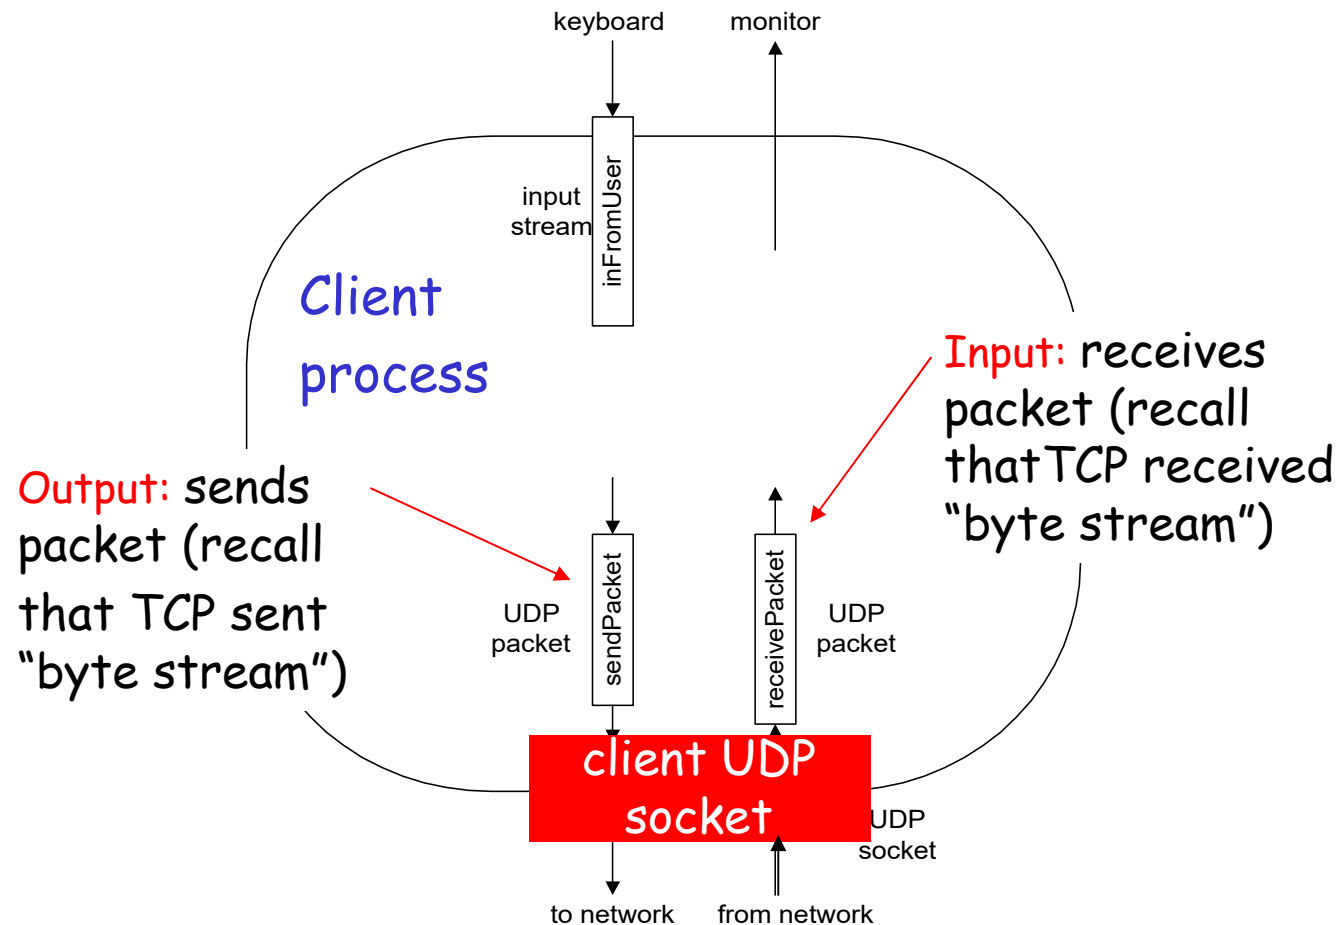 keyboard
monitor
input
stream
inFromUser
Client
process
Input: receives
packet (recall
thatTCP received
“byte stream”)
Output: sends
packet (recall
that TCP sent
“byte stream”)
UDP
packet
sendPacket
receivePacket
UDP
packet
client UDP
socket
UDP
socket
to network
from network